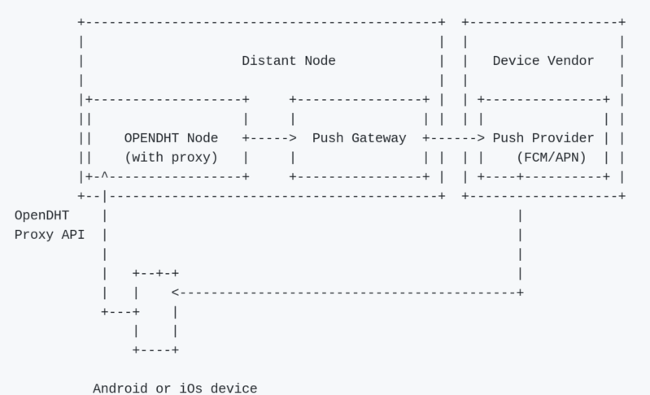 Distant Node
Device Vendor
OPENDHT Node
(with proxy)
Push Gateway
Push Provider
(FCM/APN)
OpenDHT
Proxy API
Android or iOs device